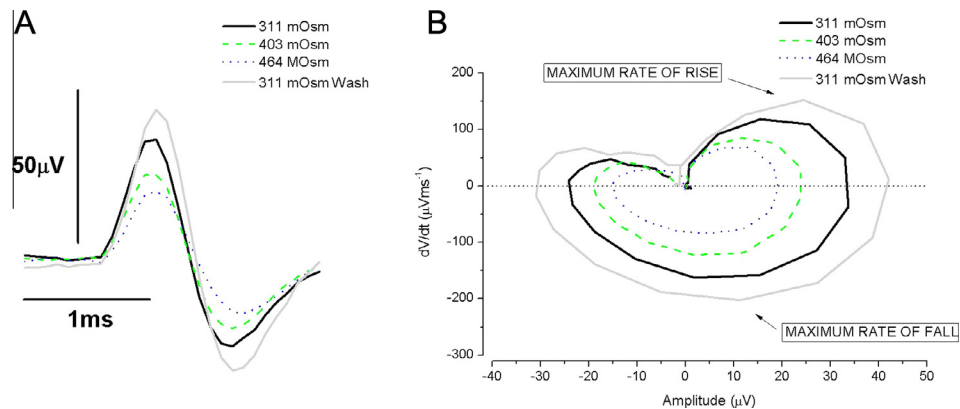 A
311 mOsm
403 mOsm
464 MOsm
311 mOsm Wash
50μV
1ms
B
311 mOsm
403 mOsm
464 MOsm
311 mOsm Wash
MAXIMUM RATE OF RISE
200
100
0
-100
-200
-300
dV/dt (μVms⁻¹)
MAXIMUM RATE OF FALL
-40 -30 -20 -10 0 10 20 30 40 50
Amplitude (μV)